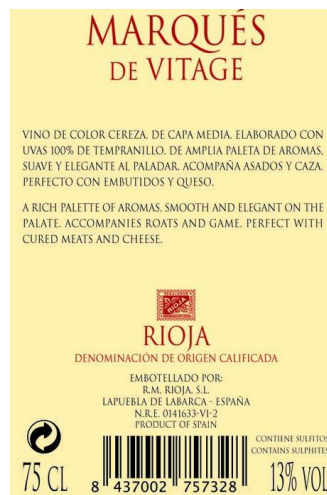 MARQUÉS
DE VITAGE
VINO DE COLOR CEREZA, DE CAPA MEDIA, ELABORADO CON
UVAS 100% DE TEMPRANILLO. DE AMPLIA PALETA DE AROMAS,
SUAVE Y ELEGANTE AL PALADAR. ACOMPAÑA ASADOS Y CAZA.
PERFECTO CON EMBUTIDOS Y QUESO.
A RICH PALETTE OF AROMAS. SMOOTH AND ELEGANT ON THE
PALATE. ACCOMPANIES ROATS AND GAME. PERFECT WITH
CURED MEATS AND CHEESE.
RIOJA
RIOJA
DENOMINACIÓN DE ORIGEN CALIFICADA
EMBOTELLADO POR:
R.M. RIOJA, S.L.
LAPUEBLA DE LABARCA - ESPAÑA
N.R.E. 0141633-VI-2
PRODUCT OF SPAIN
CONTIENE SULFITOS
CONTAINS SULPHITES
75 CL
8 437002 757328
13% VOL